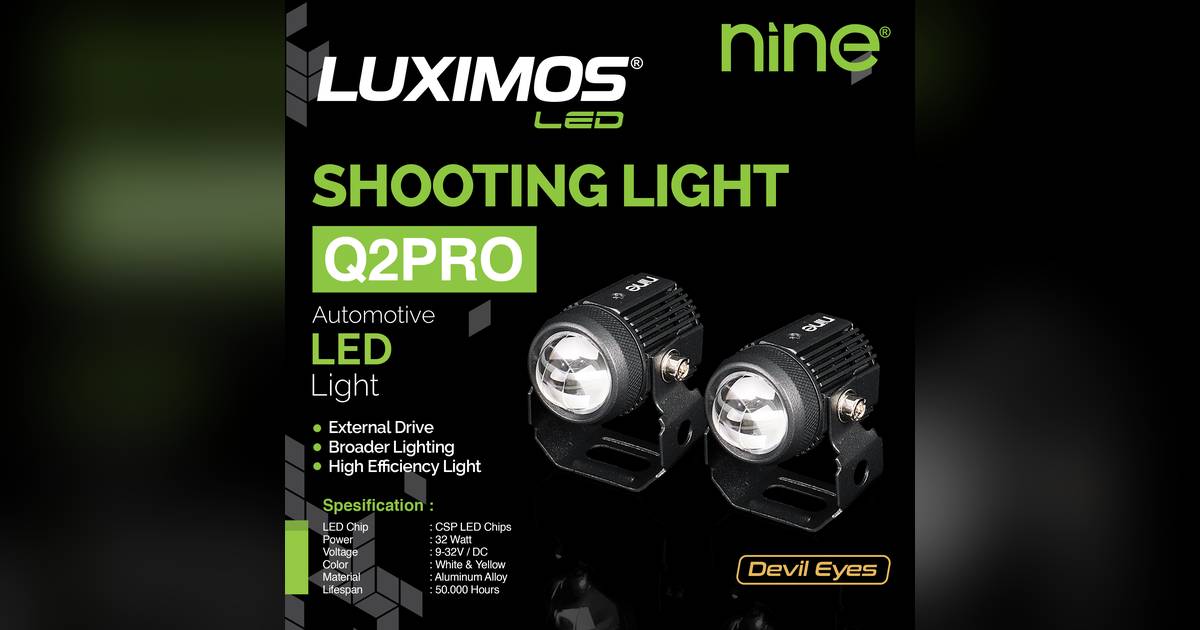 nine®
LUXIMOS®
LED
SHOOTING LIGHT
Q2PRO
Automotive
LED
Light
nine
nine
External Drive
Broader Lighting
High Efficiency Light
Spesification :
LED Chip : CSP LED Chips
Power : 32 Watt
Voltage : 9-32V / DC
Color : White & Yellow
Material : Aluminum Alloy
Lifespan : 50.000 Hours
Devil Eyes